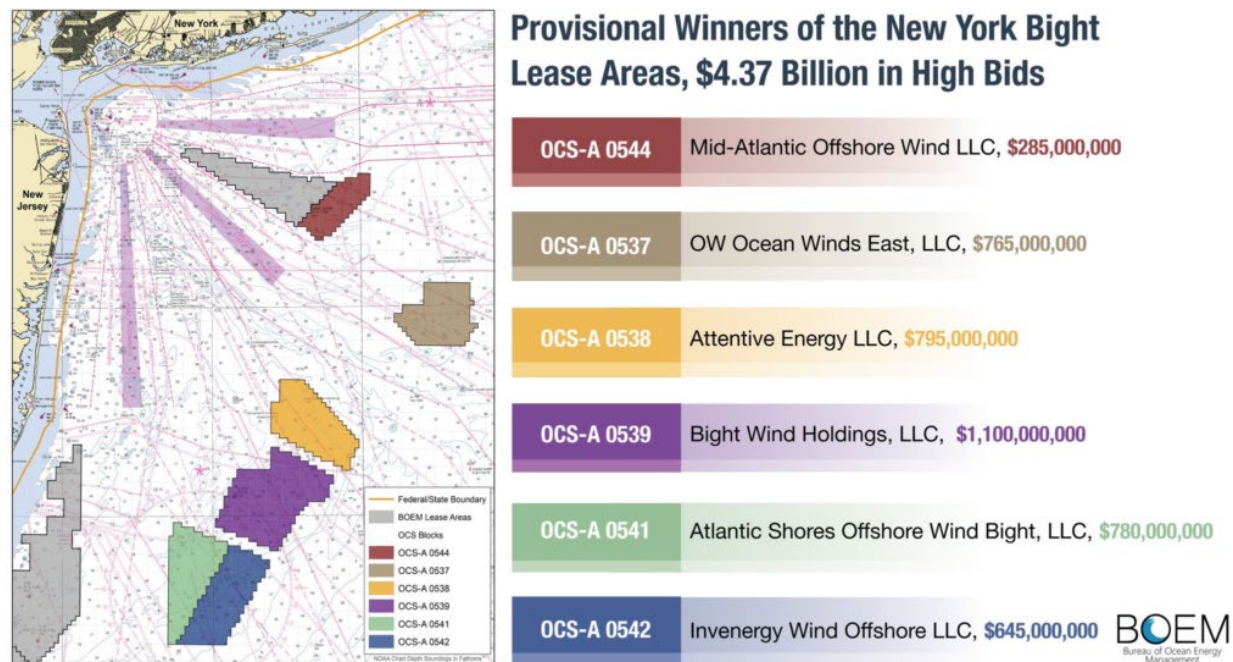 New York
New
Jersey
Federal/State Boundary
BOEM Lease Areas
OCS Blocks
OCS-A 0544
OCS-A 0537
OCS-A 0538
OCS-A 0539
OCS-A 0541
OCS-A 0542
NOAA Chart Depth Soundings in Fathoms
Provisional Winners of the New York Bight
Lease Areas, $4.37 Billion in High Bids
OCS-A 0544 Mid-Atlantic Offshore Wind LLC, $285,000,000
OCS-A 0537 OW Ocean Winds East, LLC, $765,000,000
OCS-A 0538 Attentive Energy LLC, $795,000,000
OCS-A 0539 Bight Wind Holdings, LLC, $1,100,000,000
OCS-A 0541 Atlantic Shores Offshore Wind Bight, LLC, $780,000,000
OCS-A 0542 Invenergy Wind Offshore LLC, $645,000,000
BOEM
Bureau of Ocean Energy
Management